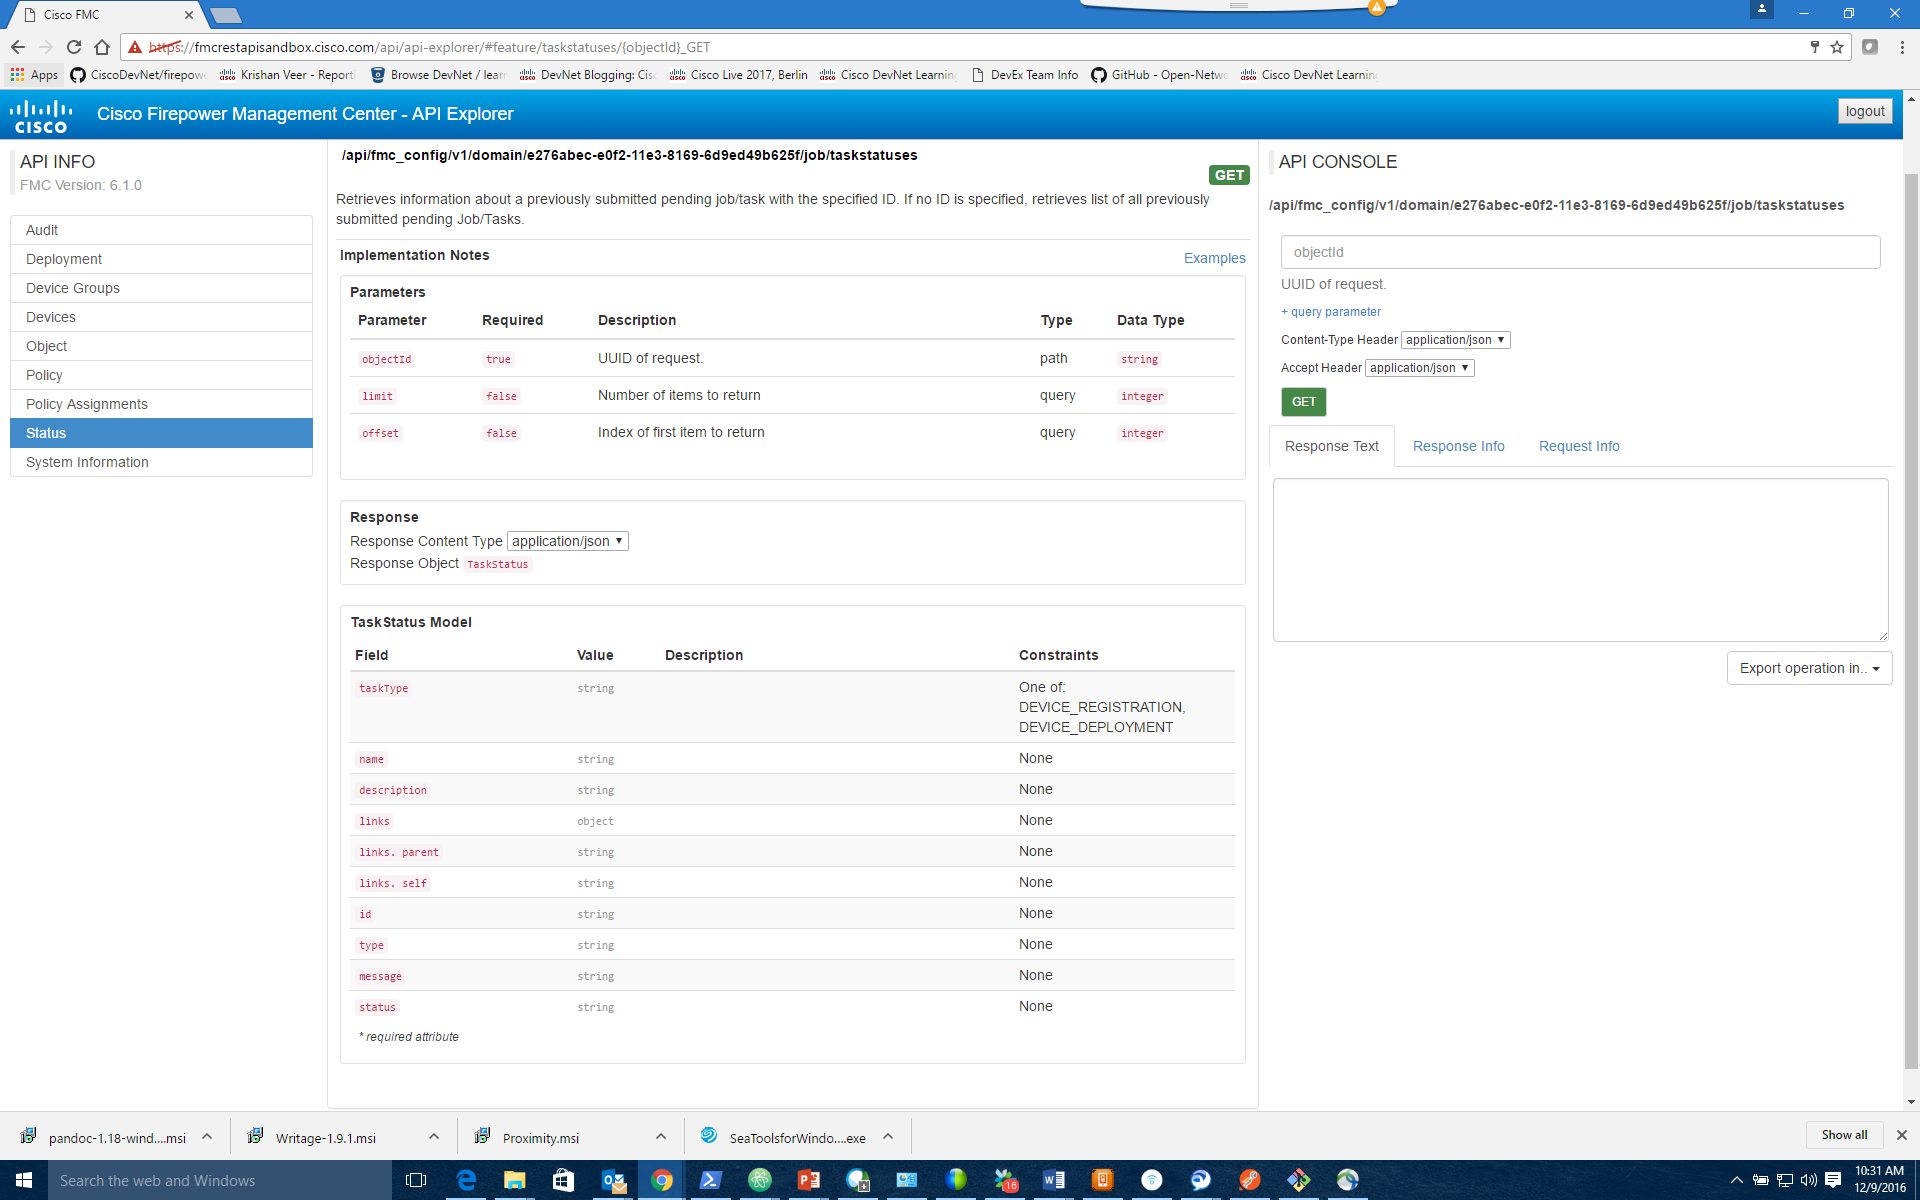 Cisco FMC
https://fmcrestapisandbox.cisco.com/api/api-explorer/#feature/taskstatuses/{objectId}_GET
Apps CiscoDevNet/firepow Krishan Veer - Report Browse DevNet / lear DevNet Blogging: Cis Cisco Live 2017, Berlin Cisco DevNet Learnin DevEx Team Info GitHub - Open-Netw Cisco DevNet Learnin
CISCO
Cisco Firepower Management Center - API Explorer
logout
API INFO
FMC Version: 6.1.0
Audit
Deployment
Device Groups
Devices
Object
Policy
Policy Assignments
Status
System Information
/api/fmc_config/v1/domain/e276abec-e0f2-11e3-8169-6d9ed49b625f/job/taskstatuses
GET
Retrieves information about a previously submitted pending job/task with the specified ID. If no ID is specified, retrieves list of all previously
submitted pending Job/Tasks.
Implementation Notes
Examples
Parameters
Parameter Required Description Type Data Type
objectId true UUID of request. path string
limit false Number of items to return query integer
offset false Index of first item to return query integer
Response
Response Content Type application/json
Response Object TaskStatus
TaskStatus Model
Field Value Description Constraints
taskType string One of:
DEVICE_REGISTRATION,
DEVICE_DEPLOYMENT
name string None
description string None
links object None
links. parent string None
links. self string None
id string None
type string None
message string None
status string None
* required attribute
API CONSOLE
/api/fmc_config/v1/domain/e276abec-e0f2-11e3-8169-6d9ed49b625f/job/taskstatuses
objectId
UUID of request.
+ query parameter
Content-Type Header application/json
Accept Header application/json
GET
Response Text Response Info Request Info
Export operation in..
pandoc-1.18-wind....msi Writage-1.9.1.msi Proximity.msi SeaToolsforWindo....exe Show all
Search the web and Windows
16
10:31 AM
12/9/2016